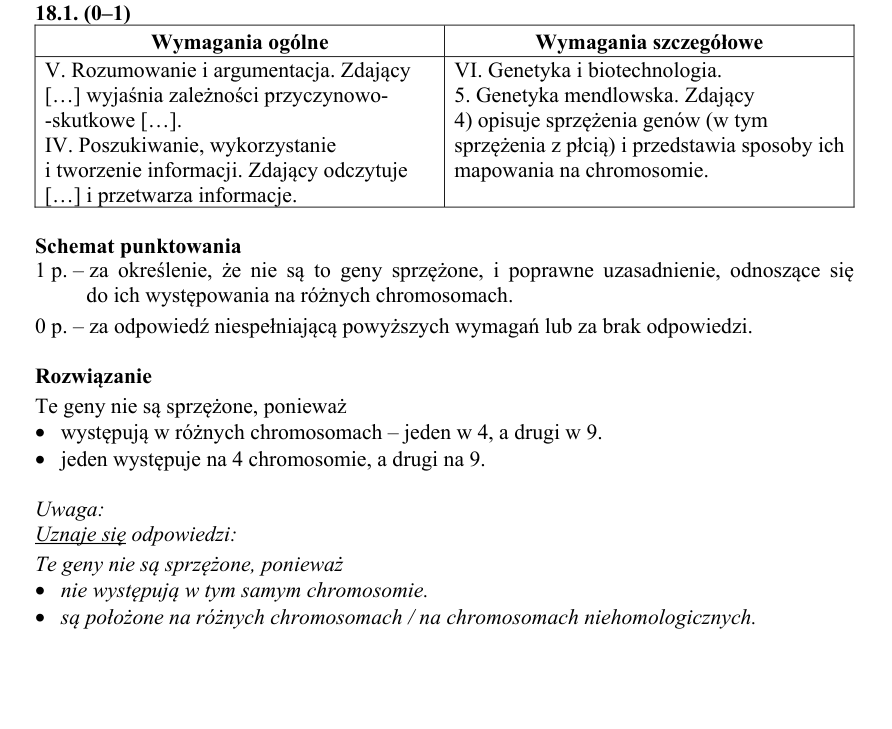 18.1. (0–1)
Wymagania ogólne
Wymagania szczegółowe
V. Rozumowanie i argumentacja. Zdający
[…] wyjaśnia zależności przyczynowo-
-skutkowe […].
IV. Poszukiwanie, wykorzystanie
i tworzenie informacji. Zdający odczytuje
[…] i przetwarza informacje.
VI. Genetyka i biotechnologia.
5. Genetyka mendlowska. Zdający
4) opisuje sprzężenia genów (w tym
sprzężenia z płcią) i przedstawia sposoby ich
mapowania na chromosomie.
Schemat punktowania
1 p. – za określenie, że nie są to geny sprzężone, i poprawne uzasadnienie, odnoszące się
do ich występowania na różnych chromosomach.
0 p. – za odpowiedź niespełniającą powyższych wymagań lub za brak odpowiedzi.
Rozwiązanie
Te geny nie są sprzężone, ponieważ
• występują w różnych chromosomach – jeden w 4, a drugi w 9.
• jeden występuje na 4 chromosomie, a drugi na 9.
Uwaga:
Uznaje się odpowiedzi:
Te geny nie są sprzężone, ponieważ
• nie występują w tym samym chromosomie.
• są położone na różnych chromosomach / na chromosomach niehomologicznych.